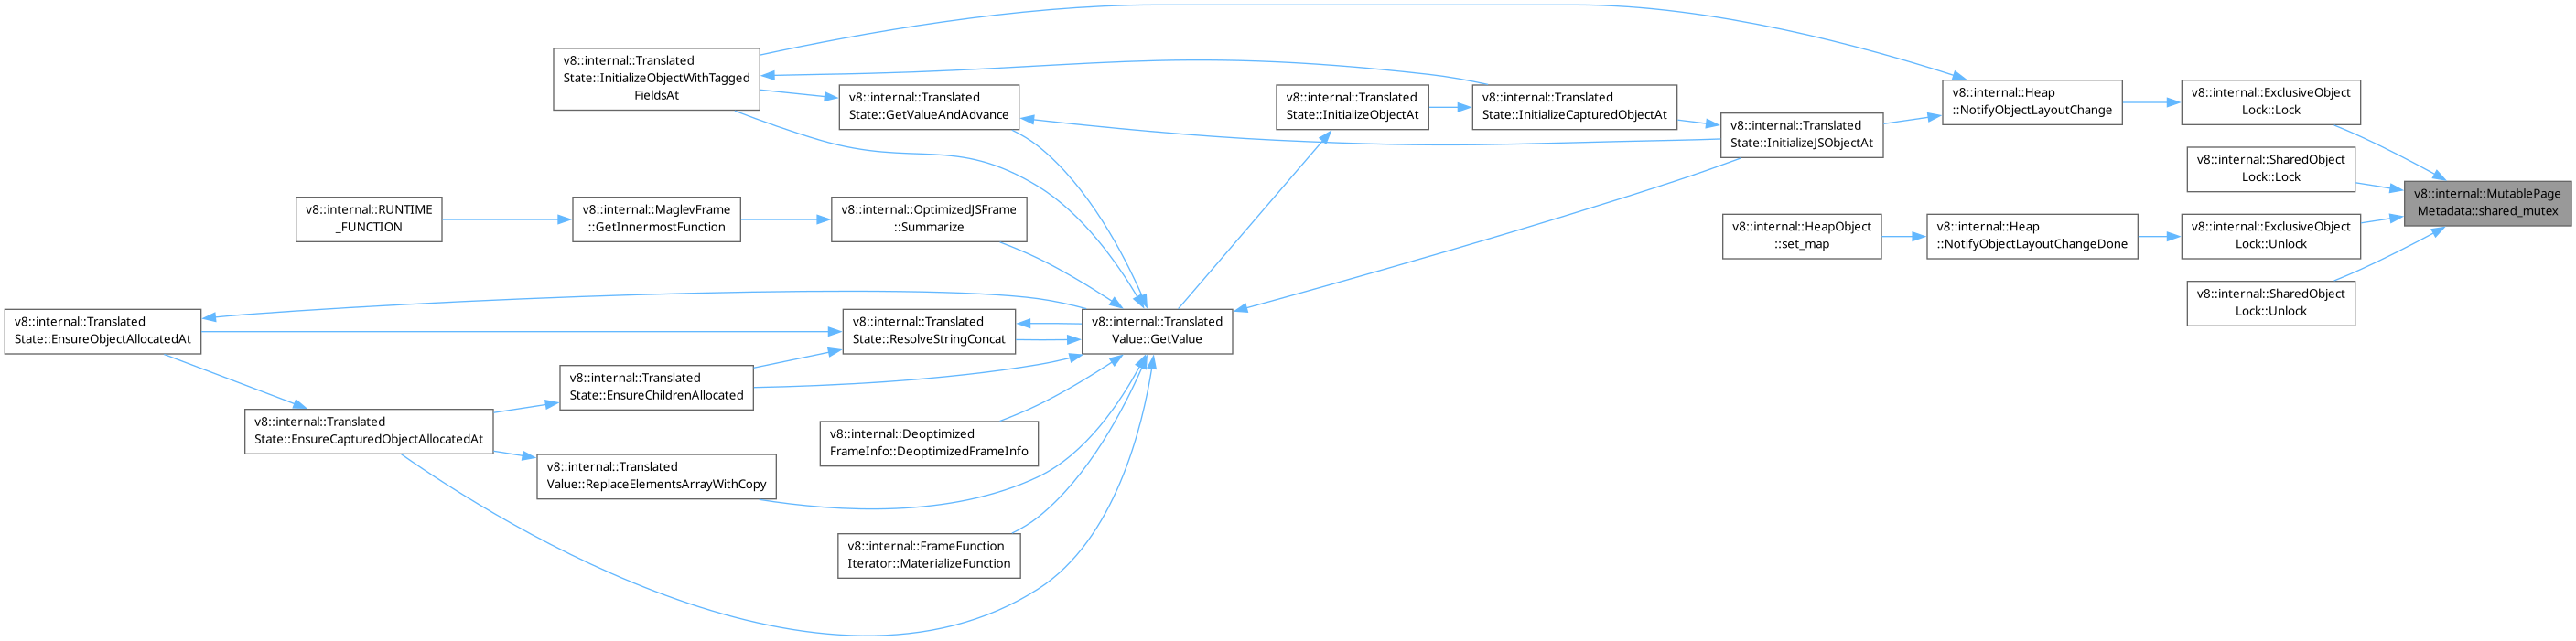 v8::internal::Translated
State::InitializeObjectWithTagged
FieldsAt
v8::internal::Translated
State::GetValueAndAdvance
v8::internal::Translated
State::InitializeObjectAt
v8::internal::Translated
State::InitializeCapturedObjectAt
v8::internal::Translated
State::InitializeJSObjectAt
v8::internal::Heap
::NotifyObjectLayoutChange
v8::internal::ExclusiveObject
Lock::Lock
v8::internal::SharedObject
Lock::Lock
v8::internal::MutablePage
Metadata::shared_mutex
v8::internal::RUNTIME
_FUNCTION
v8::internal::MaglevFrame
::GetInnermostFunction
v8::internal::OptimizedJSFrame
::Summarize
v8::internal::HeapObject
::set_map
v8::internal::Heap
::NotifyObjectLayoutChangeDone
v8::internal::ExclusiveObject
Lock::Unlock
v8::internal::SharedObject
Lock::Unlock
v8::internal::Translated
State::EnsureObjectAllocatedAt
v8::internal::Translated
State::ResolveStringConcat
v8::internal::Translated
Value::GetValue
v8::internal::Translated
State::EnsureChildrenAllocated
v8::internal::Translated
State::EnsureCapturedObjectAllocatedAt
v8::internal::Deoptimized
FrameInfo::DeoptimizedFrameInfo
v8::internal::Translated
Value::ReplaceElementsArrayWithCopy
v8::internal::FrameFunction
Iterator::MaterializeFunction